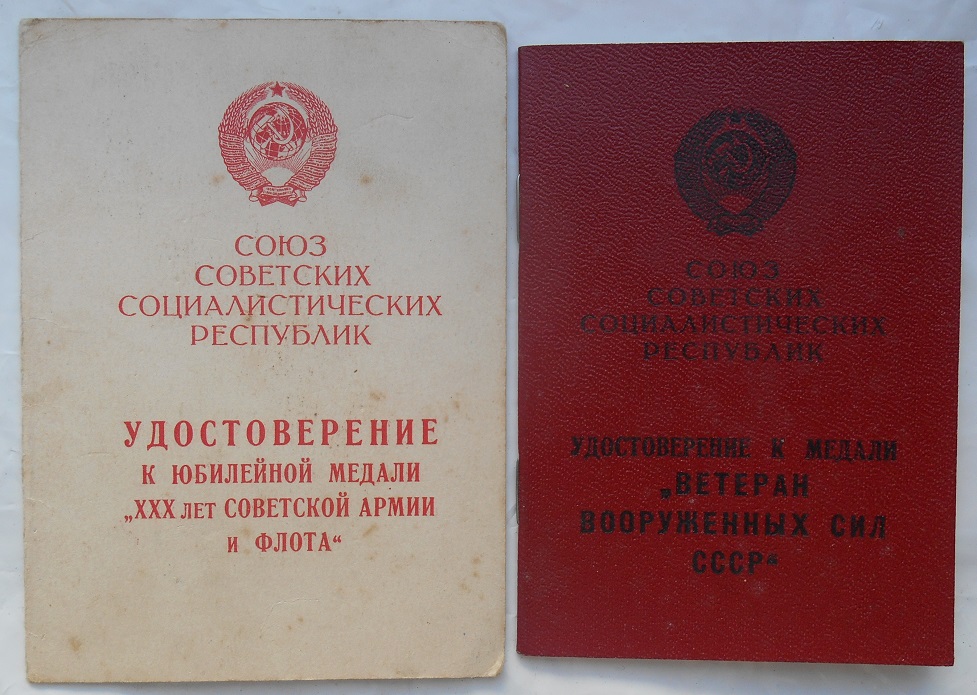 СОЮЗ
СОВЕТСКИХ
СОЦИАЛИСТИЧЕСКИХ
РЕСПУБЛИК
УДОСТОВЕРЕНИЕ
К ЮБИЛЕЙНОЙ МЕДАЛИ
„XXX ЛЕТ СОВЕТСКОЙ АРМИИ
И ФЛОТА“
СОЮЗ
СОВЕТСКИХ
СОЦИАЛИСТИЧЕСКИХ
РЕСПУБЛИК
УДОСТОВЕРЕНИЕ К МЕДАЛИ
„ВЕТЕРАН
ВООРУЖЕННЫХ СИЛ
СССР“